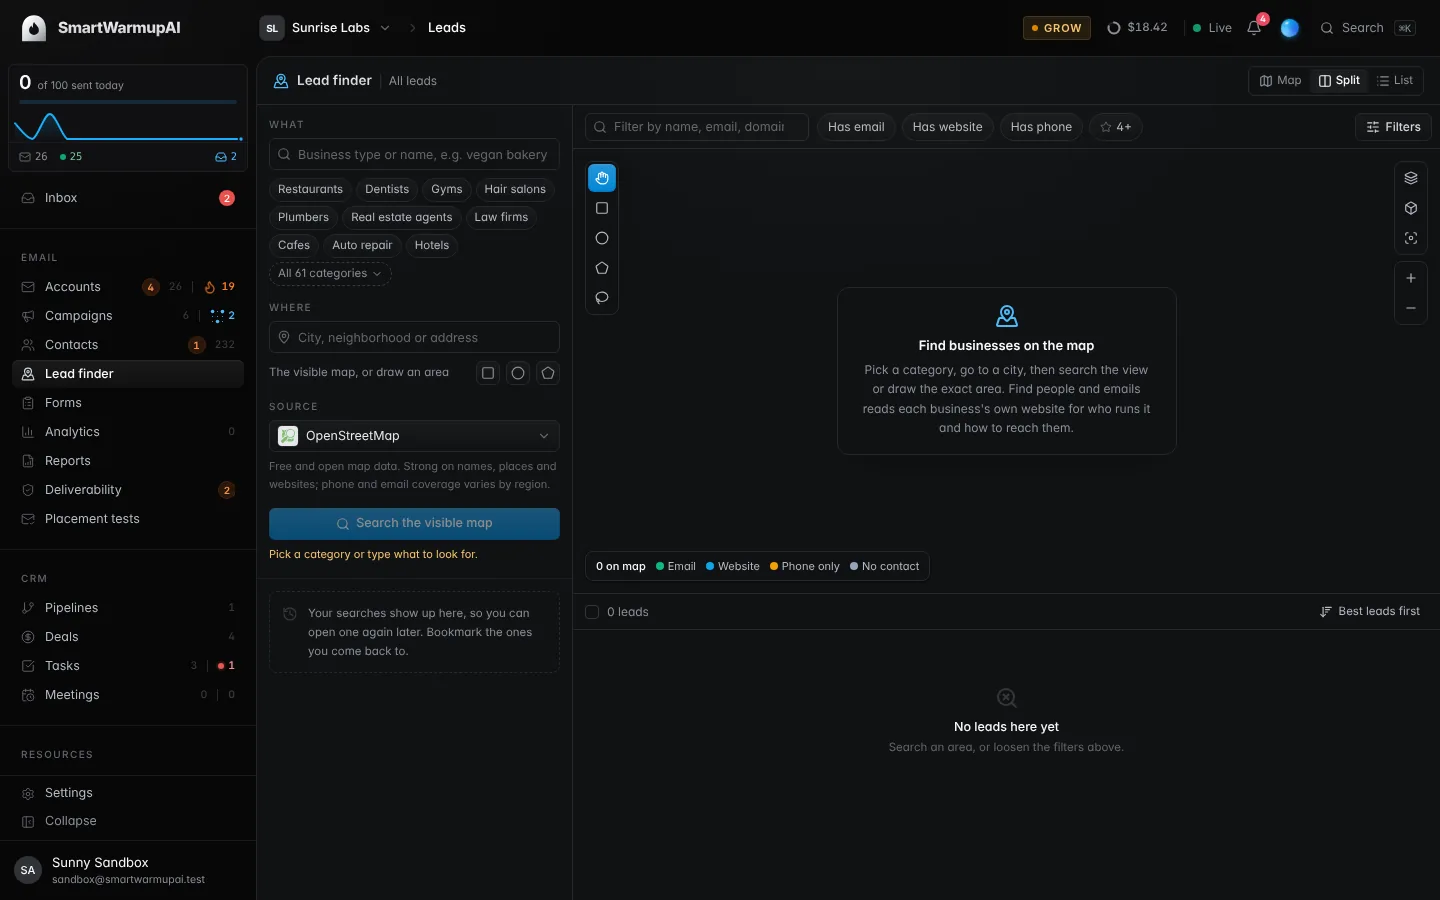 SmartWarmupAI
SL Sunrise Labs Leads
GROW $18.42 Live 4 Search ⌘K
0 of 100 sent today
26 25 2
Inbox 2
EMAIL
Accounts 4 26 19
Campaigns 6 2
Contacts 1 232
Lead finder
Forms
Analytics 0
Reports
Deliverability 2
Placement tests
CRM
Pipelines 1
Deals 4
Tasks 3 1
Meetings 0 0
RESOURCES
Settings
Collapse
SA Sunny Sandbox
sandbox@smartwarmupai.test
Lead finder All leads
Map Split List
WHAT
Business type or name, e.g. vegan bakery
Restaurants Dentists Gyms Hair salons
Plumbers Real estate agents Law firms
Cafes Auto repair Hotels
All 61 categories
WHERE
City, neighborhood or address
The visible map, or draw an area
SOURCE
OpenStreetMap
Free and open map data. Strong on names, places and
websites; phone and email coverage varies by region.
Search the visible map
Pick a category or type what to look for.
Your searches show up here, so you can
open one again later. Bookmark the ones
you come back to.
Filter by name, email, domain
Has email Has website Has phone 4+ Filters
Find businesses on the map
Pick a category, go to a city, then search the view
or draw the exact area. Find people and emails
reads each business's own website for who runs it
and how to reach them.
0 on map Email Website Phone only No contact
0 leads Best leads first
No leads here yet
Search an area, or loosen the filters above.